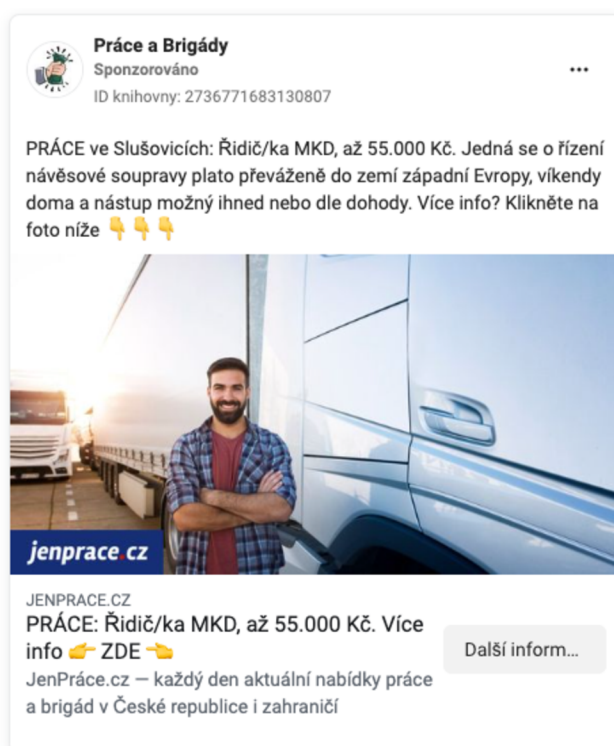 Práce a Brigády
Sponzorováno
ID knihovny: 2736771683130807
PRÁCE ve Slušovicích: Řidič/ka MKD, až 55.000 Kč. Jedná se o řízení
návěsové soupravy plato převáženě do zemí západní Evropy, víkendy
doma a nástup možný ihned nebo dle dohody. Více info? Klikněte na
foto níže 👇👇👇
jenprace.cz
JENPRACE.CZ
PRÁCE: Řidič/ka MKD, až 55.000 Kč. Více
info 👉 ZDE 👈
JenPráce.cz — každý den aktuální nabídky práce
a brigád v České republice i zahraničí
Další inform...